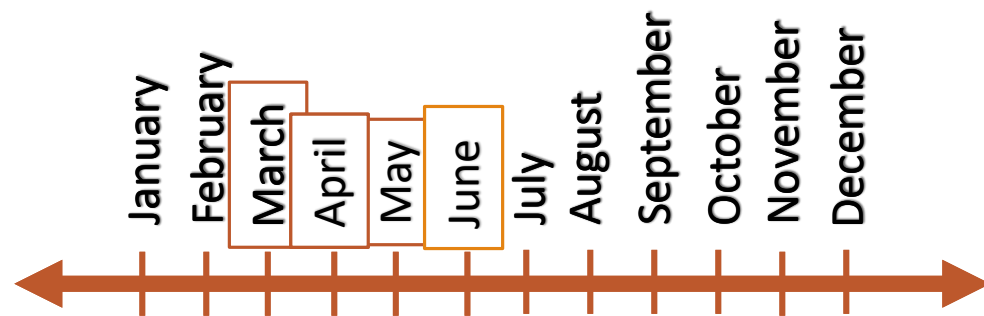 January
February
March
April
May
June
July
August
September
October
November
December